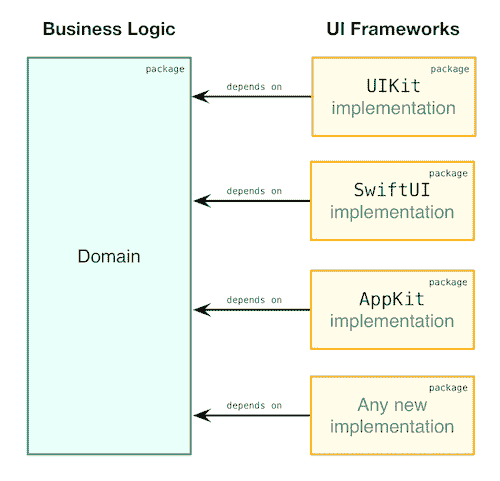 Business Logic
UI Frameworks
package
Domain
depends on
package
UIKit
implementation
depends on
package
SwiftUI
implementation
depends on
package
AppKit
implementation
depends on
package
Any new
implementation